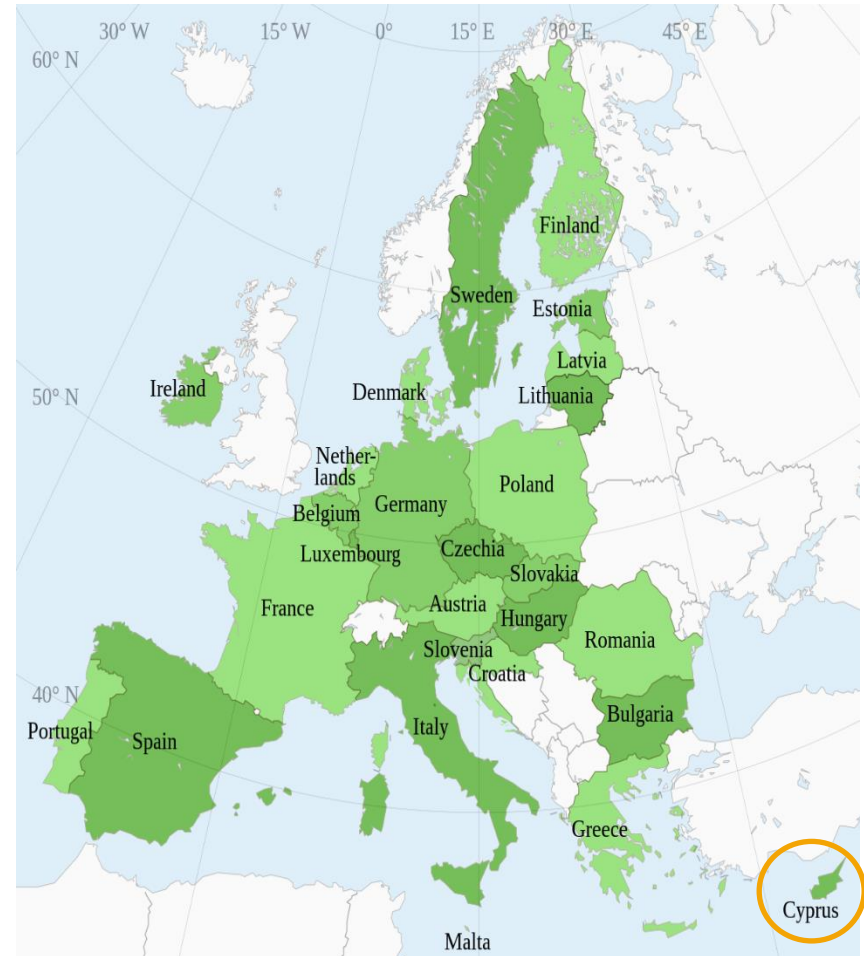 30° W
15° W
0°
15° E
30° E
45° E
60° N
Finland
Sweden
Estonia
Latvia
Ireland
Denmark
Lithuania
50° N
Nether-
lands
Poland
Belgium
Germany
Luxembourg
Czechia
Slovakia
France
Austria
Hungary
Romania
Slovenia
Croatia
40° N
Portugal
Spain
Italy
Bulgaria
Greece
Cyprus
Malta